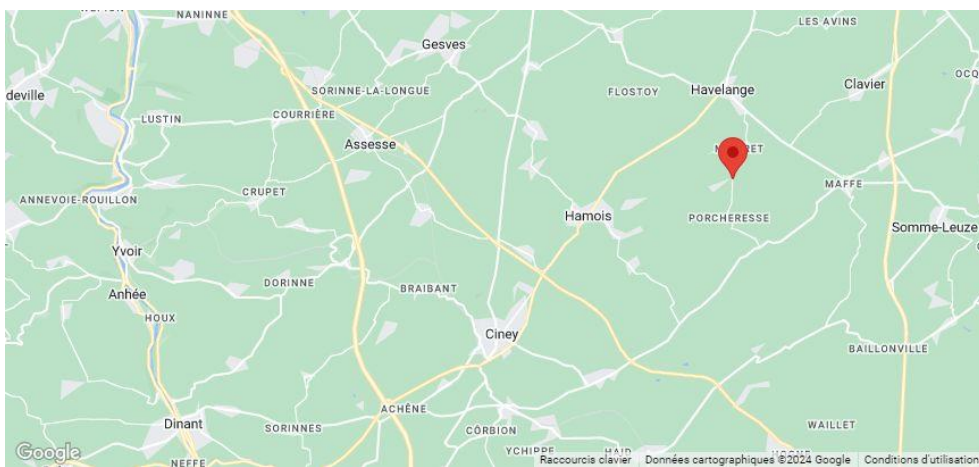 NANINNE
LES AVINS
Gesves
deville
SORINNE-LA-LONGUE
FLOSTOY
Havelange
Clavier
LUSTIN
COURRIÈRE
Assesse
MAFFE
CRUPET
ANNEVOIE-ROUILLON
Hamois
PORCHERESSE
Somme-Leuze
Yvoir
DORINNE
BRAIBANT
Anhée
HOUX
Ciney
BAILLONVILLE
ACHÊNE
Dinant
SORINNES
CÔRBION
WAILLET
YCHIPPE
HAID
NEFFE
Google
Raccourcis clavier
Données cartographiques ©2024 Google
Conditions d'utilisation